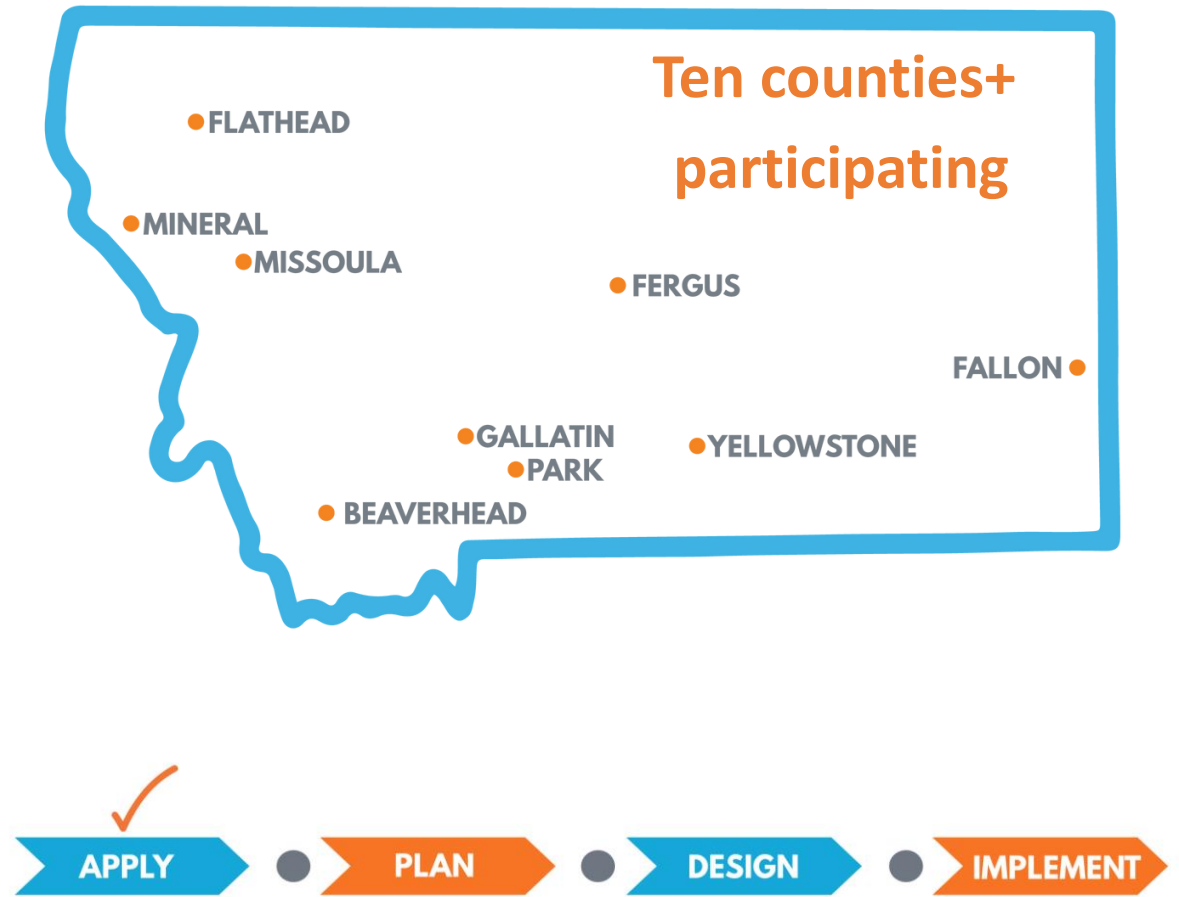 Ten counties+
participating
FLATHEAD
MINERAL
MISSOULA
FERGUS
FALLON
GALLATIN
YELLOWSTONE
PARK
BEAVERHEAD
APPLY
PLAN
DESIGN
IMPLEMENT